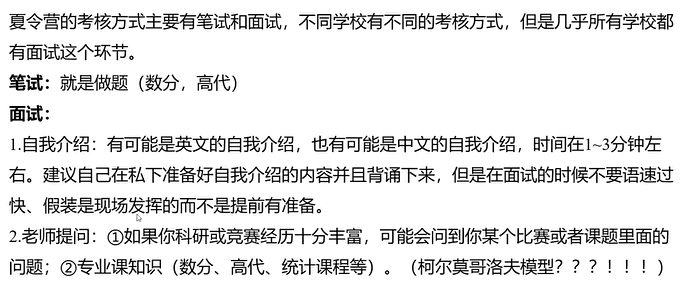 夏令营的考核方式主要有笔试和面试，不同学校有不同的考核方式，但是几乎所有学校都
有面试这个环节。
笔试：就是做题（数分，高代）
面试：
1.自我介绍：有可能是英文的自我介绍，也有可能是中文的自我介绍，时间在1~3分钟左
右。建议自己在私下准备好自我介绍的内容并且背诵下来，但是在面试的时候不要语速过
快、假装是现场发挥的而不是提前有准备。
2.老师提问：①如果你科研或竞赛经历十分丰富，可能会问到你某个比赛或者课题里面的
问题；②专业课知识（数分、高代、统计课程等）。（柯尔莫哥洛夫模型？？？！！！）